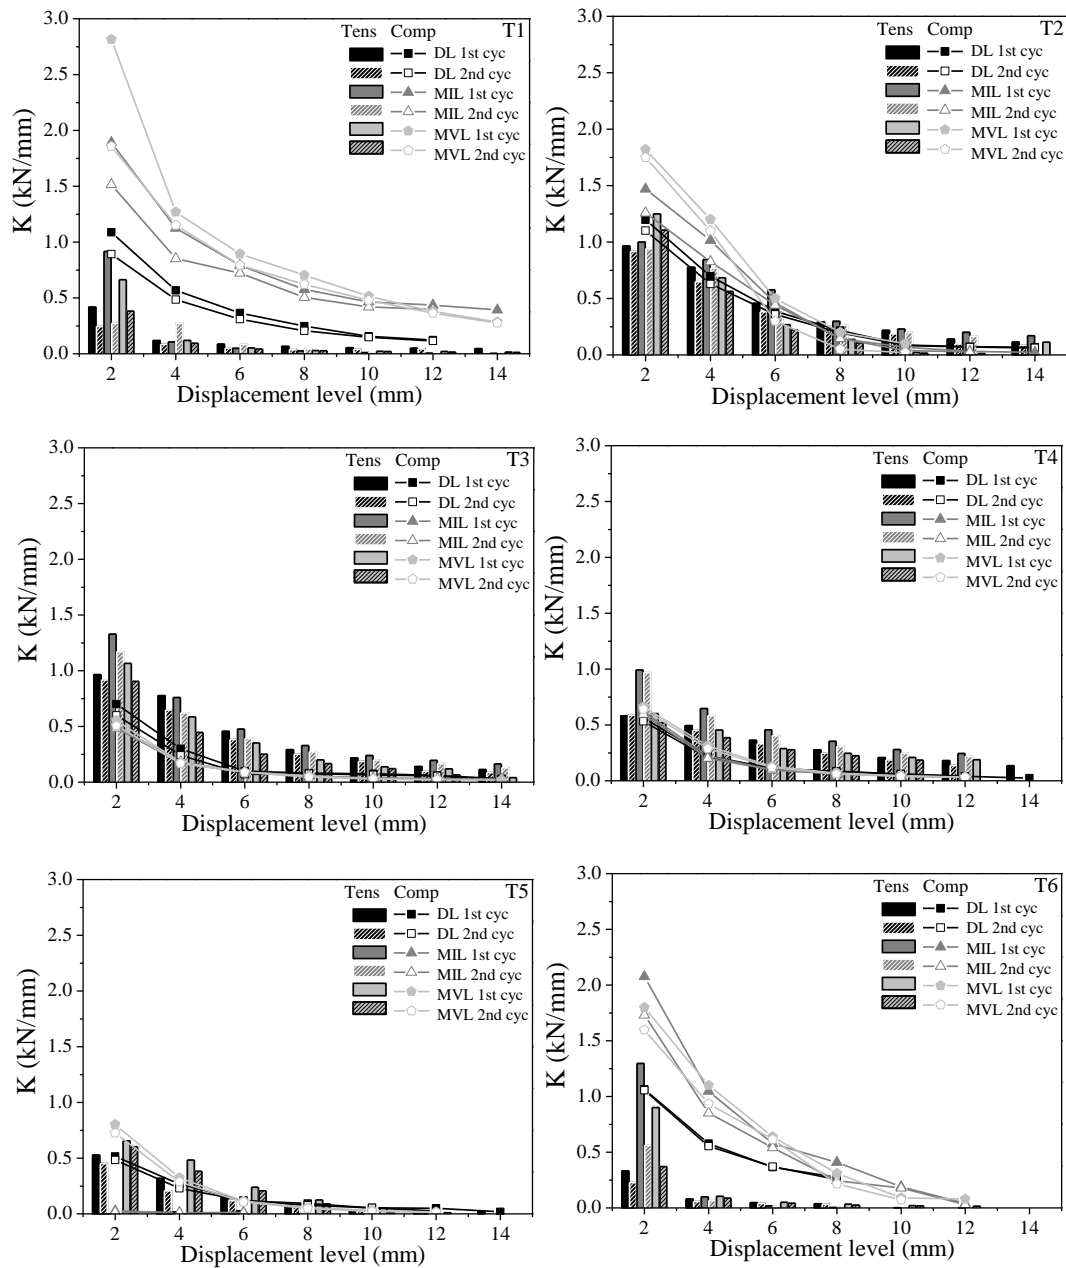 Tens Comp T1
DL 1st cyc
DL 2nd cyc
MIL 1st cyc
MIL 2nd cyc
MVL 1st cyc
MVL 2nd cyc
K (kN/mm)
3.0
2.5
2.0
1.5
1.0
0.5
0.0
2 4 6 8 10 12 14
Displacement level (mm)
Tens Comp T2
DL 1st cyc
DL 2nd cyc
MIL 1st cyc
MIL 2nd cyc
MVL 1st cyc
MVL 2nd cyc
K (kN/mm)
3.0
2.5
2.0
1.5
1.0
0.5
0.0
2 4 6 8 10 12 14
Displacement level (mm)
Tens Comp T3
DL 1st cyc
DL 2nd cyc
MIL 1st cyc
MIL 2nd cyc
MVL 1st cyc
MVL 2nd cyc
K (kN/mm)
3.0
2.5
2.0
1.5
1.0
0.5
0.0
2 4 6 8 10 12 14
Displacement level (mm)
Tens Comp T4
DL 1st cyc
DL 2nd cyc
MIL 1st cyc
MIL 2nd cyc
MVL 1st cyc
MVL 2nd cyc
K (kN/mm)
3.0
2.5
2.0
1.5
1.0
0.5
0.0
2 4 6 8 10 12 14
Displacement level (mm)
Tens Comp T5
DL 1st cyc
DL 2nd cyc
MIL 1st cyc
MIL 2nd cyc
MVL 1st cyc
MVL 2nd cyc
K (kN/mm)
3.0
2.5
2.0
1.5
1.0
0.5
0.0
2 4 6 8 10 12 14
Displacement level (mm)
Tens Comp T6
DL 1st cyc
DL 2nd cyc
MIL 1st cyc
MIL 2nd cyc
MVL 1st cyc
MVL 2nd cyc
K (kN/mm)
3.0
2.5
2.0
1.5
1.0
0.5
0.0
2 4 6 8 10 12 14
Displacement level (mm)